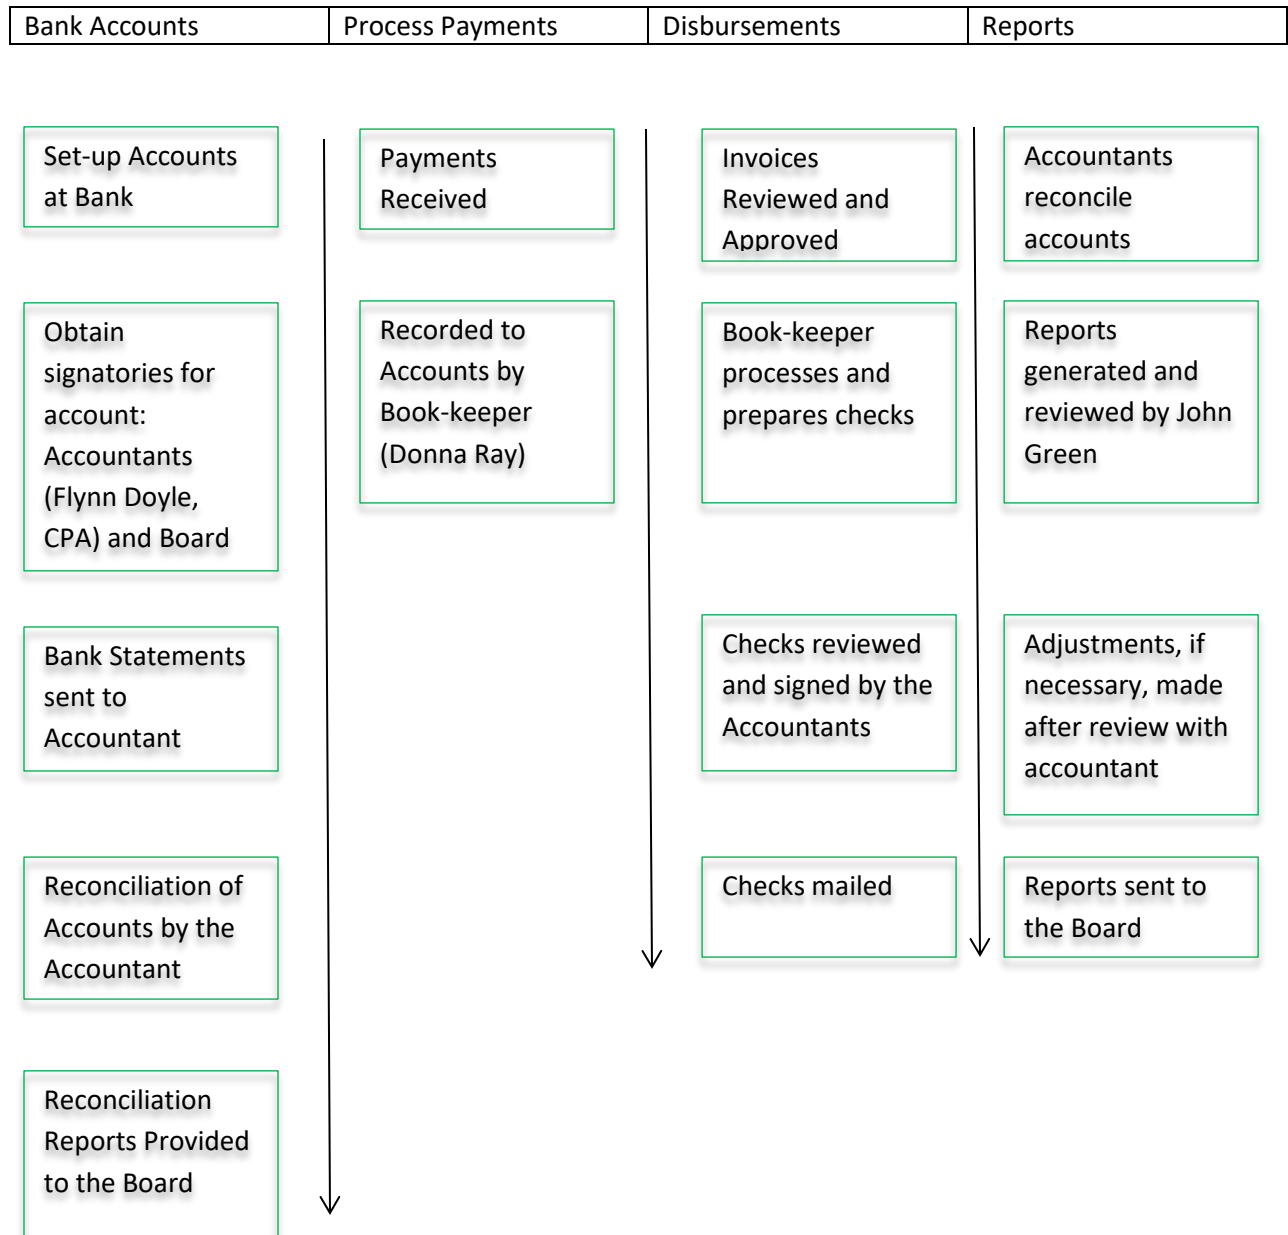 Bank Accounts
Process Payments
Disbursements
Reports
Set-up Accounts
at Bank
Payments
Received
Invoices
Reviewed and
Approved
Accountants
reconcile
accounts
Obtain
signatories for
account:
Accountants
(Flynn Doyle,
CPA) and Board
Recorded to
Accounts by
Book-keeper
(Donna Ray)
Book-keeper
processes and
prepares checks
Reports
generated and
reviewed by John
Green
Bank Statements
sent to
Accountant
Checks reviewed
and signed by the
Accountants
Adjustments, if
necessary, made
after review with
accountant
Reconciliation of
Accounts by the
Accountant
Checks mailed
Reports sent to
the Board
Reconciliation
Reports Provided
to the Board